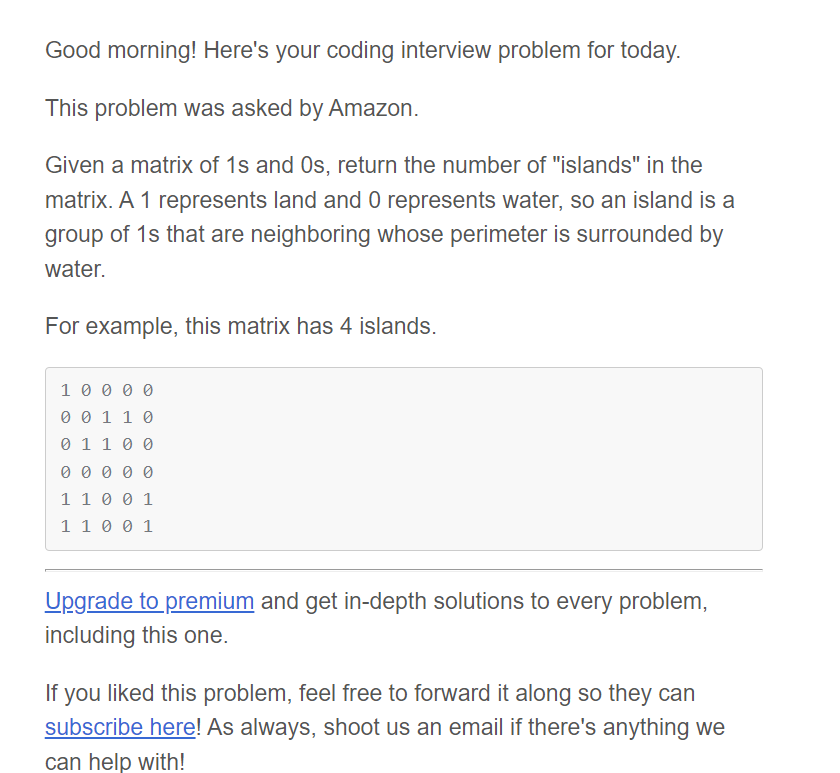 Good morning! Here's your coding interview problem for today.
This problem was asked by Amazon.
Given a matrix of 1s and 0s, return the number of "islands" in the
matrix. A 1 represents land and 0 represents water, so an island is a
group of 1s that are neighboring whose perimeter is surrounded by
water.
For example, this matrix has 4 islands.
1 0 0 0 0
0 0 1 1 0
0 1 1 0 0
0 0 0 0 0
1 1 0 0 1
1 1 0 0 1
Upgrade to premium and get in-depth solutions to every problem,
including this one.
If you liked this problem, feel free to forward it along so they can
subscribe here! As always, shoot us an email if there's anything we
can help with!